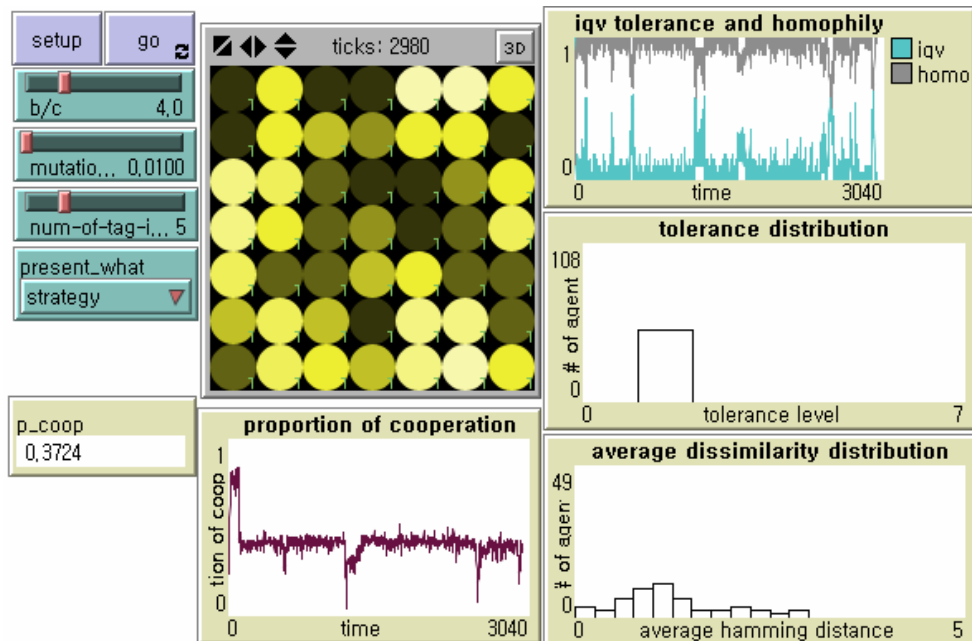 setup
go
b/c 4,0
mutatio,,, 0,0100
num-of-tag-i,,, 5
present_what
strategy
p_coop
0,3724
ticks: 2980
3D
proportion of cooperation
1
tion of coop
0
0 time 3040
iqv tolerance and homophily
1
0
0 time 3040
iqv
homo
tolerance distribution
108
# of agent
0
0 tolerance level 7
average dissimilarity distribution
49
# of agent
0
0 average hamming distance 5